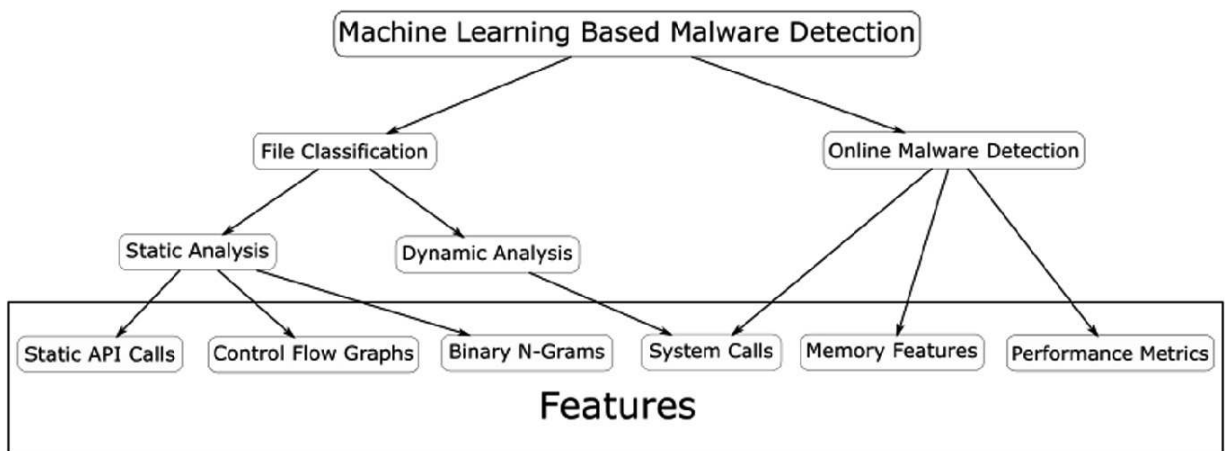 Machine Learning Based Malware Detection
File Classification
Online Malware Detection
Static Analysis
Dynamic Analysis
Static API Calls
Control Flow Graphs
Binary N-Grams
System Calls
Memory Features
Performance Metrics
Features